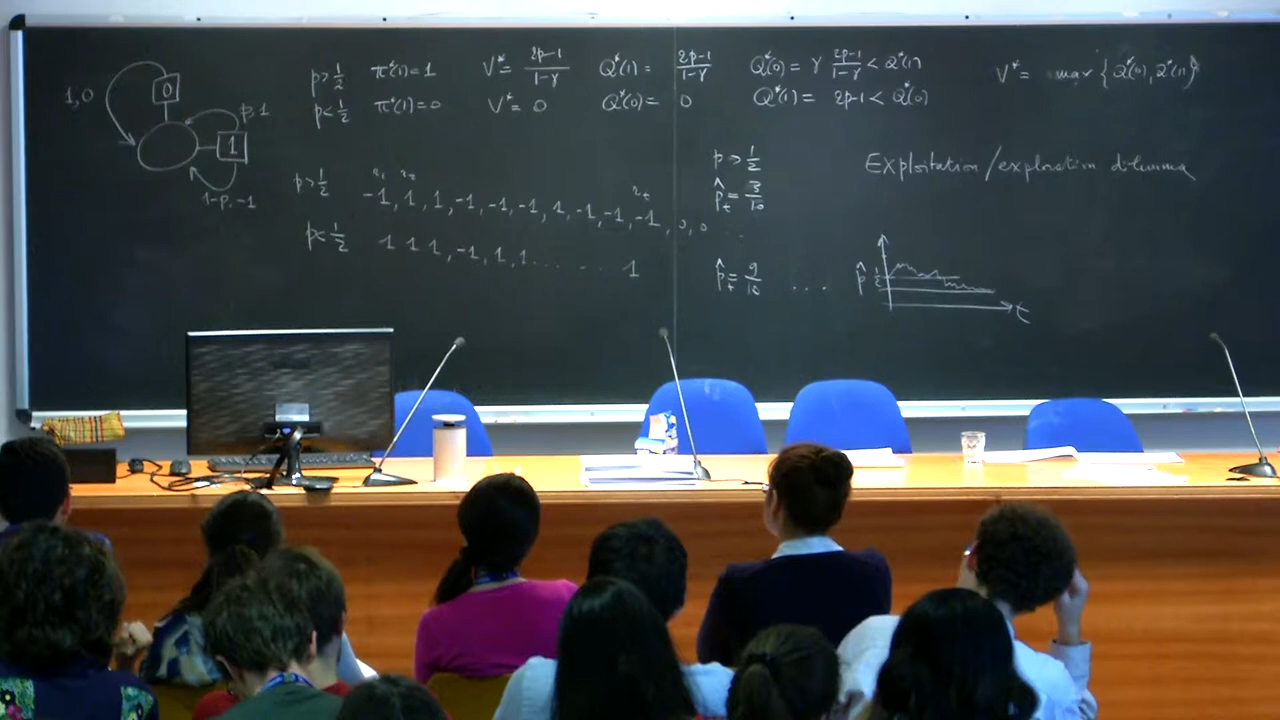 p>1/2 π*(1)=1 V*= (2p-1)/(1-γ) Q*(1)= (2p-1)/(1-γ) Q*(0)= γ (2p-1)/(1-γ) < Q*(1) V*= max {Q*(0), Q*(1)}
p<1/2 π*(1)=0 V*= 0 Q*(0)= 0 Q*(1)= 2p-1 < Q*(0)
0
1,0
p,1
1
1-p,-1
p>1/2
-1, 1, 1, -1, -1, -1, 1, -1, -1, -1, 0, 0 ..
p<1/2 1 1 1, -1, 1, 1 . . . . . . . 1
p>1/2
p̂t = 3/10
p̂t = 9/10 ....
Exploitation/exploration dilemma
p̂ 1/2
t